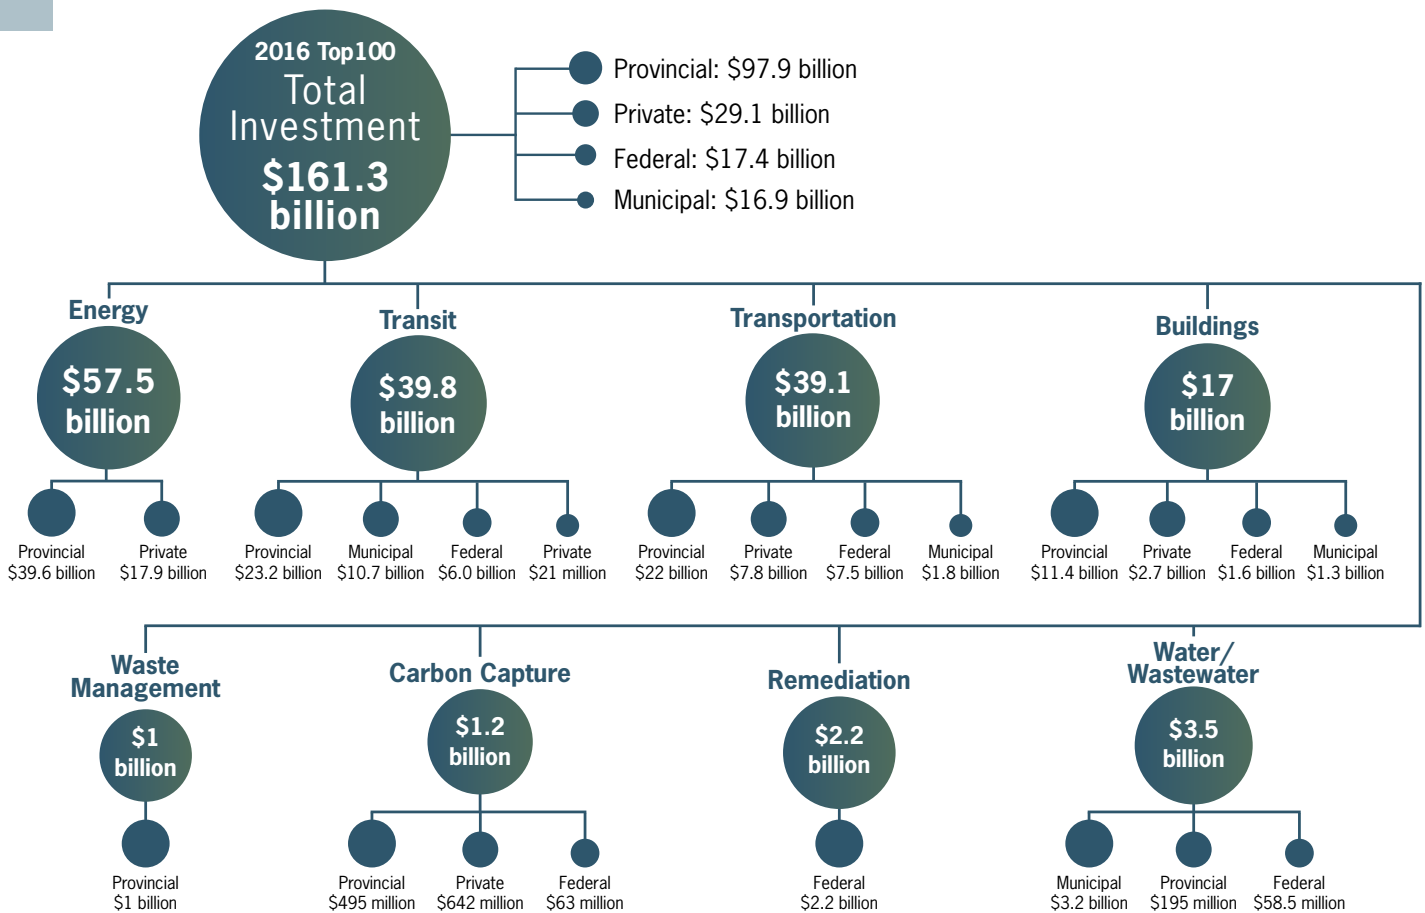 2016 Top100
Total
Investment
$161.3
billion
Provincial: $97.9 billion
Private: $29.1 billion
Federal: $17.4 billion
Municipal: $16.9 billion
Energy
$57.5
billion
Provincial
$39.6 billion
Private
$17.9 billion
Transit
$39.8
billion
Provincial
$23.2 billion
Municipal
$10.7 billion
Federal
$6.0 billion
Private
$21 million
Transportation
$39.1
billion
Provincial
$22 billion
Private
$7.8 billion
Federal
$7.5 billion
Municipal
$1.8 billion
Buildings
$17
billion
Provincial
$11.4 billion
Private
$2.7 billion
Federal
$1.6 billion
Municipal
$1.3 billion
Waste
Management
$1
billion
Provincial
$1 billion
Carbon Capture
$1.2
billion
Provincial
$495 million
Private
$642 million
Federal
$63 million
Remediation
$2.2
billion
Federal
$2.2 billion
Water/
Wastewater
$3.5
billion
Municipal
$3.2 billion
Provincial
$195 million
Federal
$58.5 million